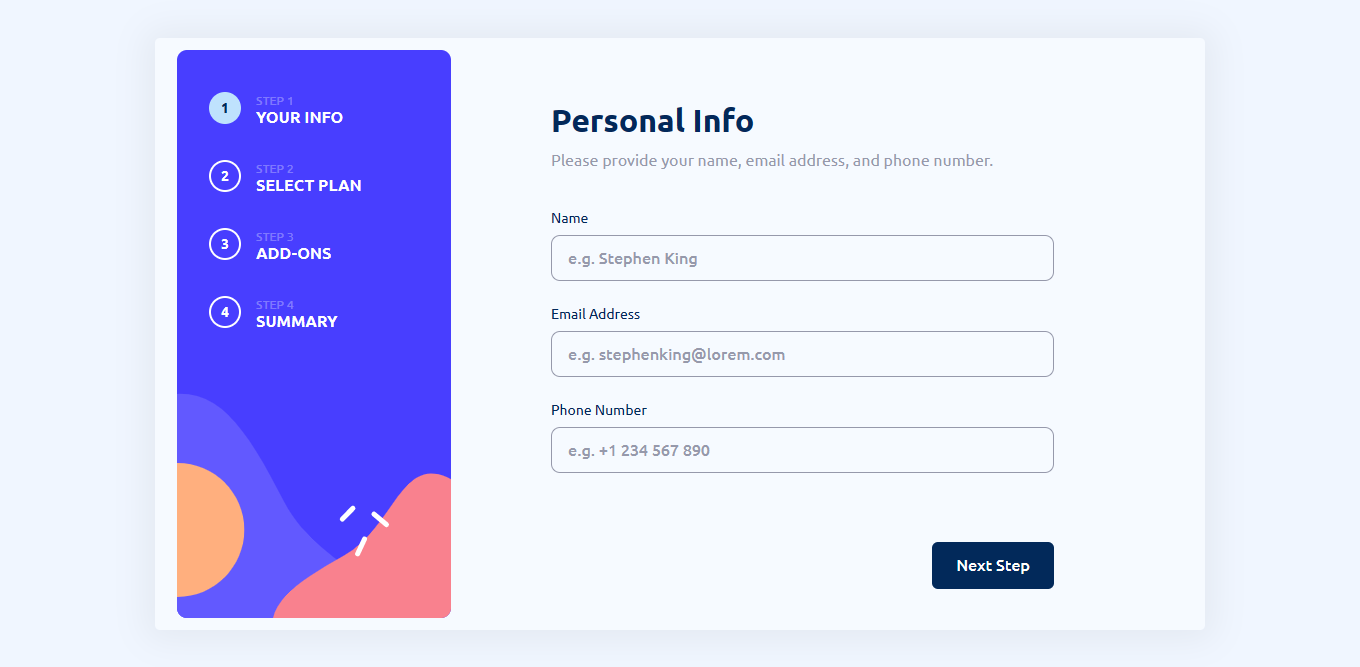 1
STEP 1
YOUR INFO
2
STEP 2
SELECT PLAN
3
STEP 3
ADD-ONS
4
STEP 4
SUMMARY
Personal Info
Please provide your name, email address, and phone number.
Name
e.g. Stephen King
Email Address
e.g. stephenking@lorem.com
Phone Number
e.g. +1 234 567 890
Next Step